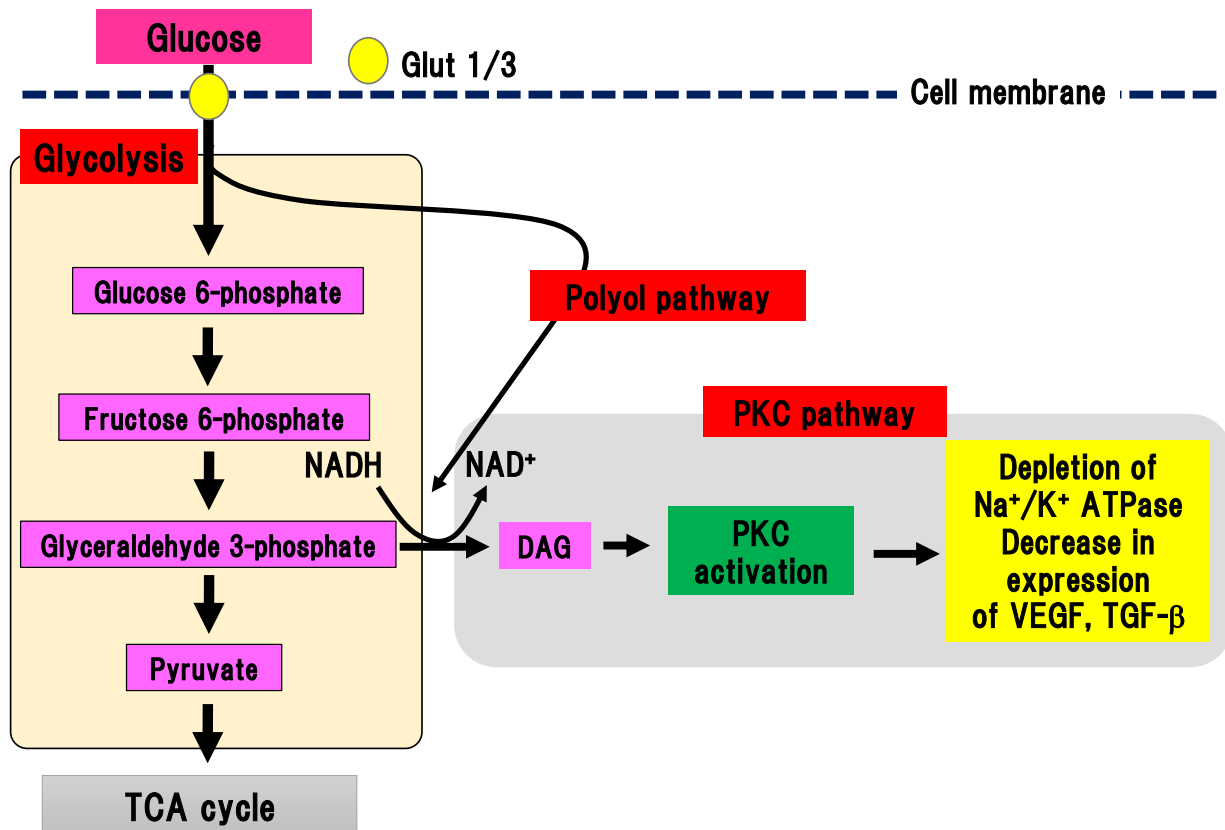 Glucose
Glut 1/3
Cell membrane
Glycolysis
Glucose 6-phosphate
Polyol pathway
Fructose 6-phosphate
PKC pathway
NADH
NAD⁺
Glyceraldehyde 3-phosphate
DAG
PKC
activation
Depletion of
Na⁺/K⁺ ATPase
Decrease in
expression
of VEGF, TGF-β
Pyruvate
TCA cycle